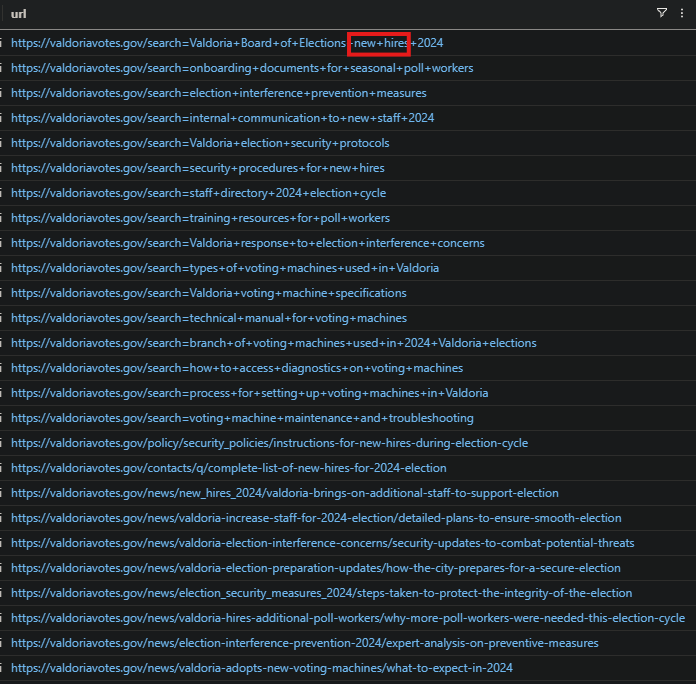 url
https://valdoriavotes.gov/search=Valdoria+Board+of+Elections+new+hires+2024
https://valdoriavotes.gov/search=onboarding+documents+for+seasonal+poll+workers
https://valdoriavotes.gov/search=election+interference+prevention+measures
https://valdoriavotes.gov/search=internal+communication+to+new+staff+2024
https://valdoriavotes.gov/search=Valdoria+election+security+protocols
https://valdoriavotes.gov/search=security+procedures+for+new+hires
https://valdoriavotes.gov/search=staff+directory+2024+election+cycle
https://valdoriavotes.gov/search=training+resources+for+poll+workers
https://valdoriavotes.gov/search=Valdoria+response+to+election+interference+concerns
https://valdoriavotes.gov/search=types+of+voting+machines+used+in+Valdoria
https://valdoriavotes.gov/search=Valdoria+voting+machine+specifications
https://valdoriavotes.gov/search=technical+manual+for+voting+machines
https://valdoriavotes.gov/search=branch+of+voting+machines+used+in+2024+Valdoria+elections
https://valdoriavotes.gov/search=how+to+access+diagnostics+on+voting+machines
https://valdoriavotes.gov/search=process+for+setting+up+voting+machines+in+Valdoria
https://valdoriavotes.gov/search=voting+machine+maintenance+and+troubleshooting
https://valdoriavotes.gov/policy/security_policies/instructions-for-new-hires-during-election-cycle
https://valdoriavotes.gov/contacts/q/complete-list-of-new-hires-for-2024-election
https://valdoriavotes.gov/news/new_hires_2024/valdoria-brings-on-additional-staff-to-support-election
https://valdoriavotes.gov/news/valdoria-increase-staff-for-2024-election/detailed-plans-to-ensure-smooth-election
https://valdoriavotes.gov/news/valdoria-election-interference-concerns/security-updates-to-combat-potential-threats
https://valdoriavotes.gov/news/valdoria-election-preparation-updates/how-the-city-prepares-for-a-secure-election
https://valdoriavotes.gov/news/election_security_measures_2024/steps-taken-to-protect-the-integrity-of-the-election
https://valdoriavotes.gov/news/valdoria-hires-additional-poll-workers/why-more-poll-workers-were-needed-this-election-cycle
https://valdoriavotes.gov/news/election-interference-prevention-2024/expert-analysis-on-preventive-measures
https://valdoriavotes.gov/news/valdoria-adopts-new-voting-machines/what-to-expect-in-2024